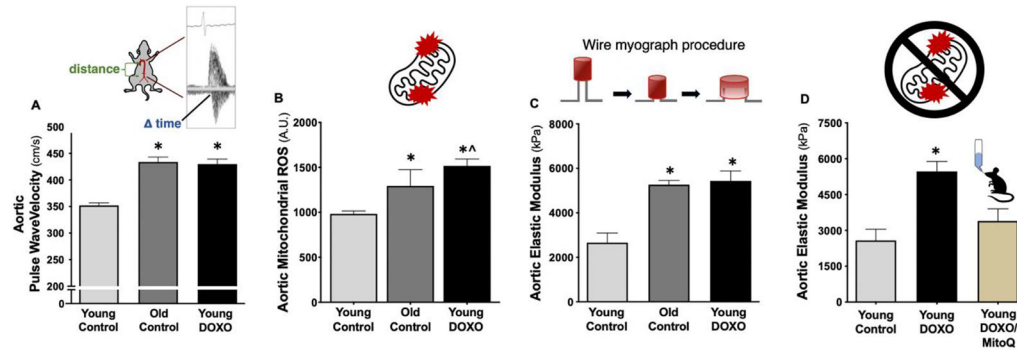 distance
Δ time
A
Aortic
Pulse WaveVelocity (cm/s)
450
400
350
300
250
200
0
*
*
Young
Control
Old
Control
Young
DOXO
B
Aortic Mitochondrial ROS (A.U.)
2000
1500
1000
500
0
*
*^
Young
Control
Old
Control
Young
DOXO
Wire myograph procedure
C
Aortic Elastic Modulus (kPa)
8000
6000
4000
2000
0
*
*
Young
Control
Old
Control
Young
DOXO
D
Aortic Elastic Modulus (kPa)
7500
6000
4500
3000
1500
0
*
Young
Control
Young
DOXO
Young
DOXO/
MitoQ